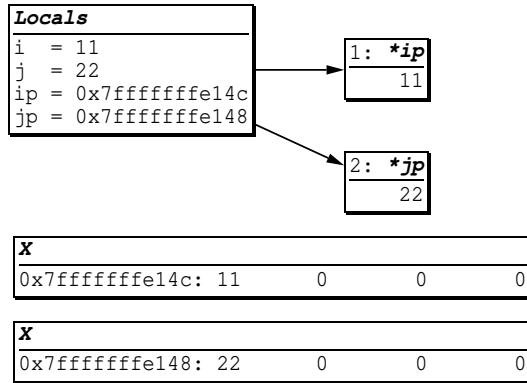 Locals
i  = 11
j  = 22
ip = 0x7fffffffe14c
jp = 0x7fffffffe148
1: *ip
11
2: *jp
22
X
0x7fffffffe14c: 11 0 0 0
X
0x7fffffffe148: 22 0 0 0